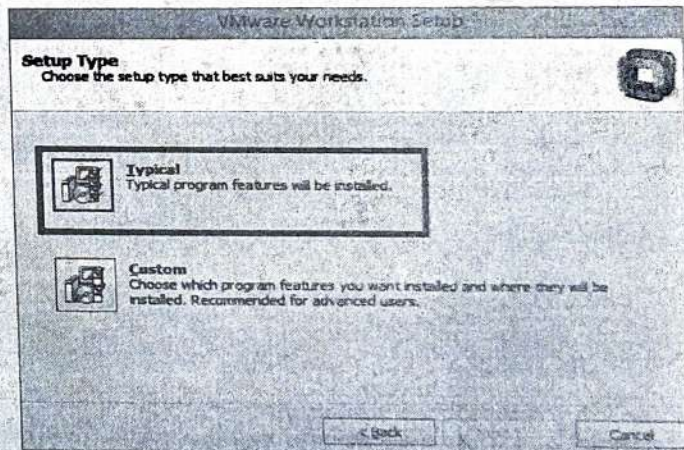 VMware Workstation Setup
Setup Type
Choose the setup type that best suits your needs.
Typical
Typical program features will be installed.
Custom
Choose which program features you want installed and where they will be
installed. Recommended for advanced users.
< Back
Cancel